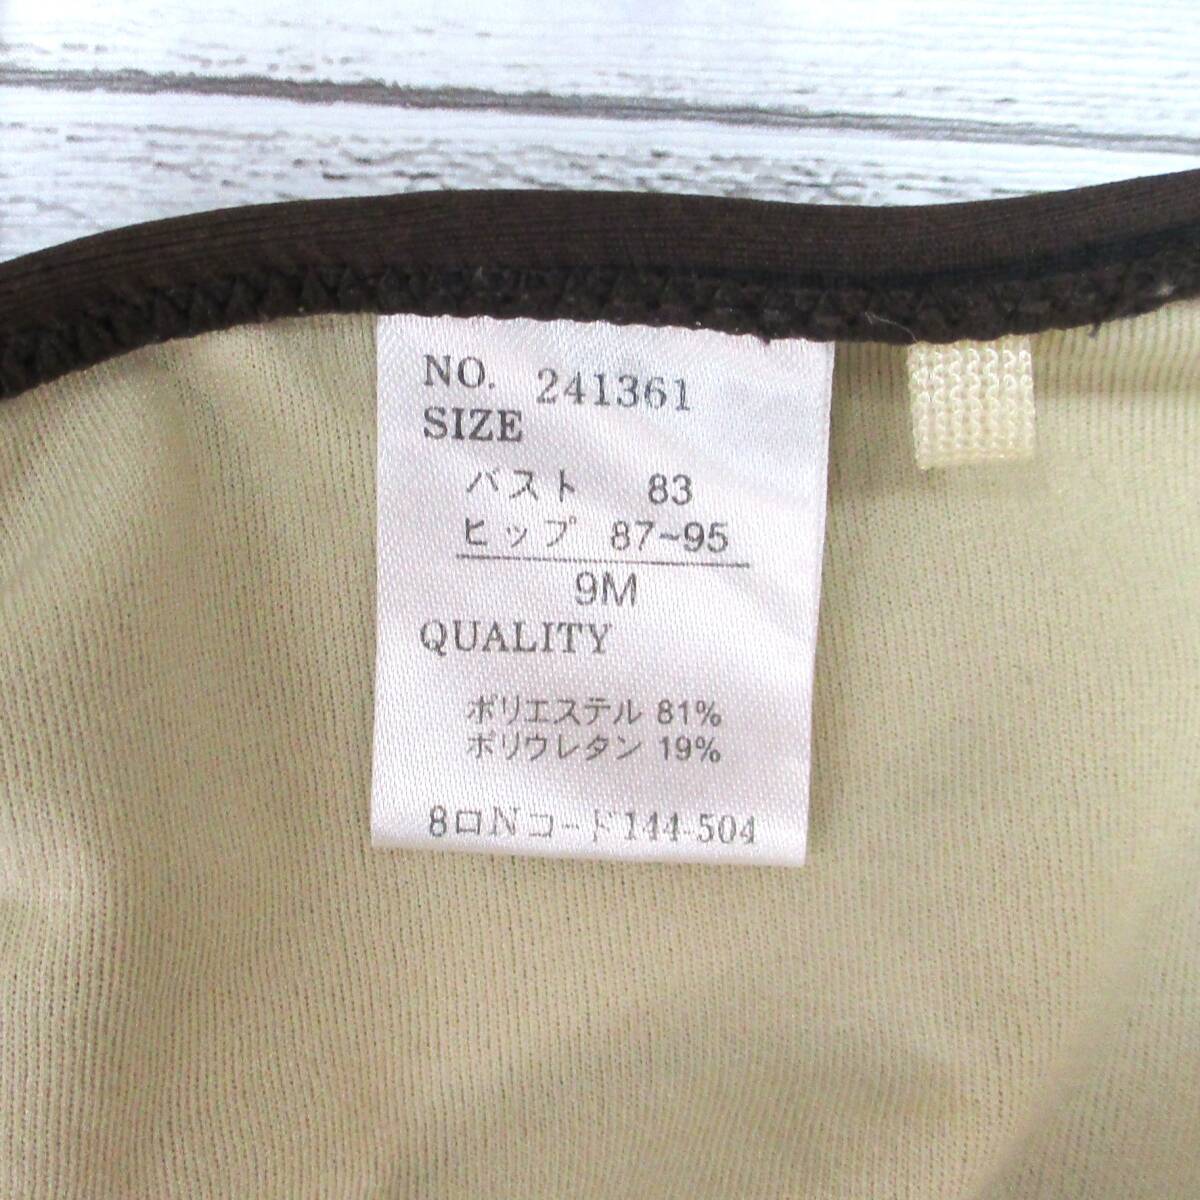 NO. 241361
SIZE
バスト 83
ヒップ 87~95
9M
QUALITY
ポリエステル 81%
ポリウレタン 19%
8ロNコード144-504